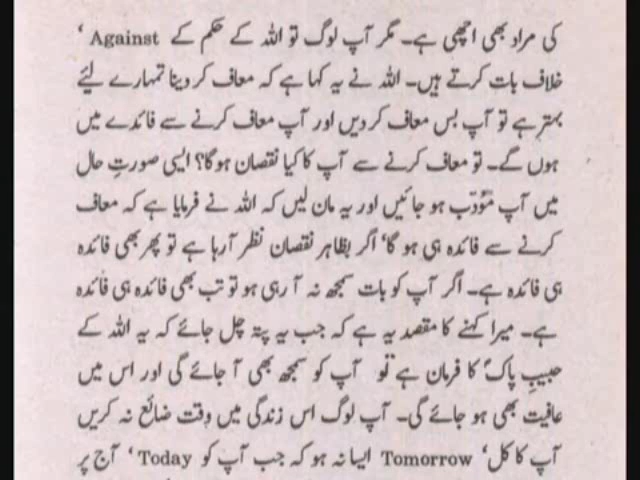 کی مراد بھی اچھی ہے۔ مگر آپ لوگ تو اللہ کے حکم کے Against ‘
خلاف بات کرتے ہیں۔ اللہ نے یہ کہا ہے کہ معاف کر دینا تمہارے لیئے
بہتر ہے تو آپ بس معاف کر دیں اور آپ معاف کرنے سے فائدے میں
ہوں گے۔ تو معاف کرنے سے آپ کا کیا نقصان ہوگا؟ ایسی صورتِ حال
میں آپ مؤدّب ہو جائیں اور یہ مان لیں کہ اللہ نے فرمایا ہے کہ معاف
کرنے سے فائدہ ہی ہو گا‘ اگر بظاہر نقصان نظر آرہا ہے تو پھر بھی فائدہ
ہی فائدہ ہے۔ اگر آپ کو بات سمجھ نہ آ رہی ہو تو تب بھی فائدہ ہی فائدہ
ہے۔ میرا کہنے کا مقصد یہ ہے کہ جب یہ پتہ چل جائے کہ یہ اللہ کے
حبیبِ پاکؐ کا فرمان ہے تو آپ کو سمجھ بھی آ جائے گی اور اس میں
عافیت بھی ہو جائے گی۔ آپ لوگ اس زندگی میں وقت ضائع نہ کریں
آپ کا کل‘ Tomorrow ایسا نہ ہو کہ جب آپ کو Today ‘ آج پر